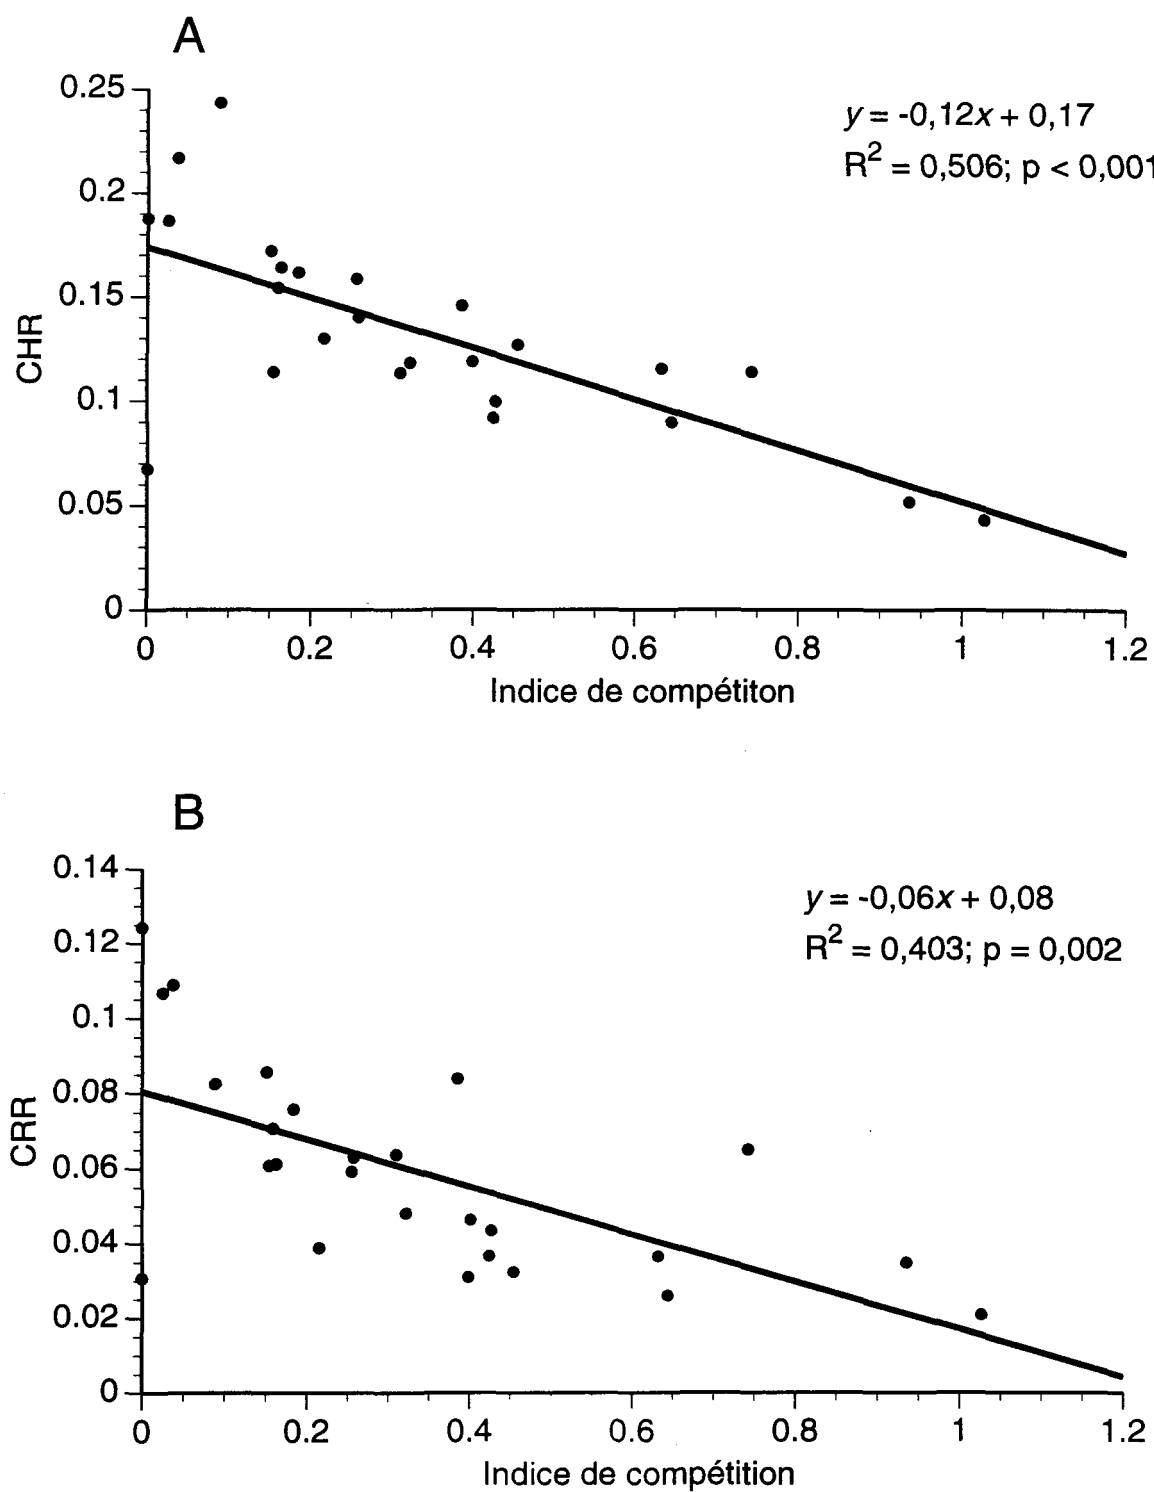 A
0.25
0.2
0.15
0.1
0.05
0
CHR
y = -0,12x + 0,17
R² = 0,506; p < 0,001
0 0.2 0.4 0.6 0.8 1 1.2
Indice de compétiton
B
0.14
0.12
0.1
0.08
0.06
0.04
0.02
0
CRR
y = -0,06x + 0,08
R² = 0,403; p = 0,002
0 0.2 0.4 0.6 0.8 1 1.2
Indice de compétition